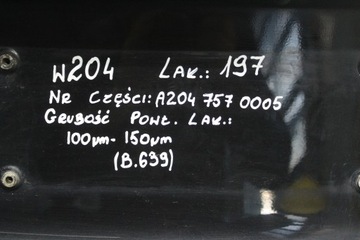 W204 LAK.: 197
NR CZĘŚCI: A204 757 0005
GRUBOŚĆ POWŁ. LAK.:
100µm - 150µm
(B.639)